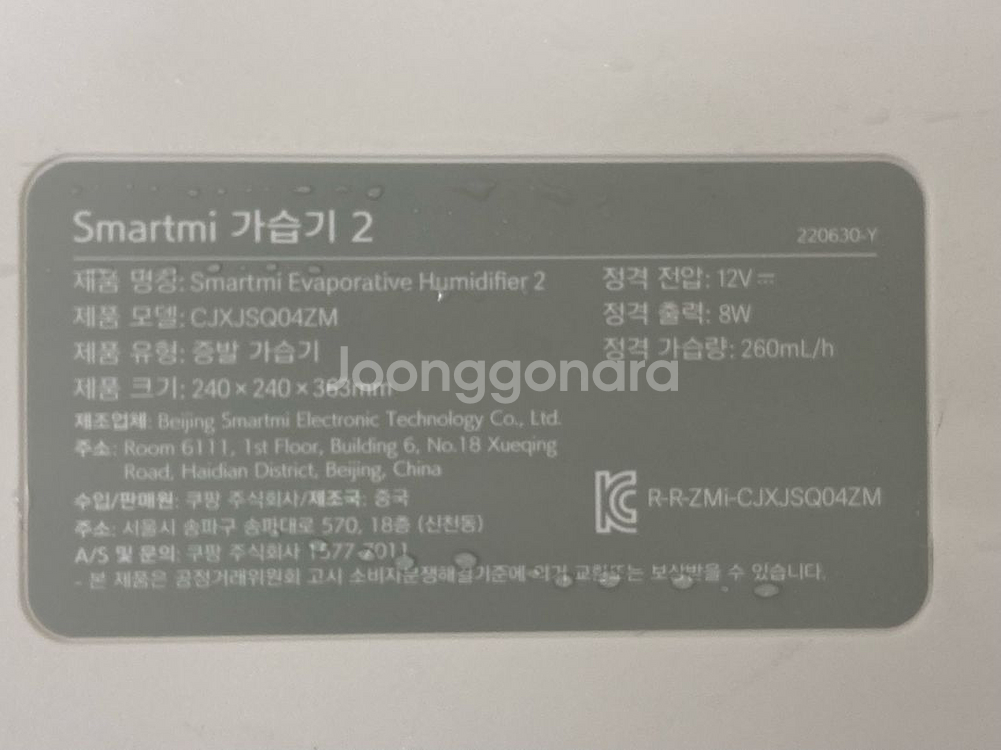 Smartmi 가습기 2
220630-Y
제품 명칭: Smartmi Evaporative Humidifier 2
정격 전압: 12V⎓
제품 모델: CJXJSQ04ZM
정격 출력: 8W
제품 유형: 증발 가습기
정격 가습량: 260mL/h
제품 크기: 240×240×363mm
Joonggondra
제조업체: Beijing Smartmi Electronic Technology Co., Ltd.
주소: Room 6111, 1st Floor, Building 6, No.18 Xueqing
Road, Haidian District, Beijing, China
수입/판매원: 쿠팡 주식회사/제조국: 중국
R-R-ZMi-CJXJSQ04ZM
주소: 서울시 송파구 송파대로 570, 18층 (신천동)
A/S 및 문의: 쿠팡 주식회사 1577-7011
- 본 제품은 공정거래위원회 고시 소비자분쟁해결기준에 의거 교환또는 보상받을 수 있습니다.